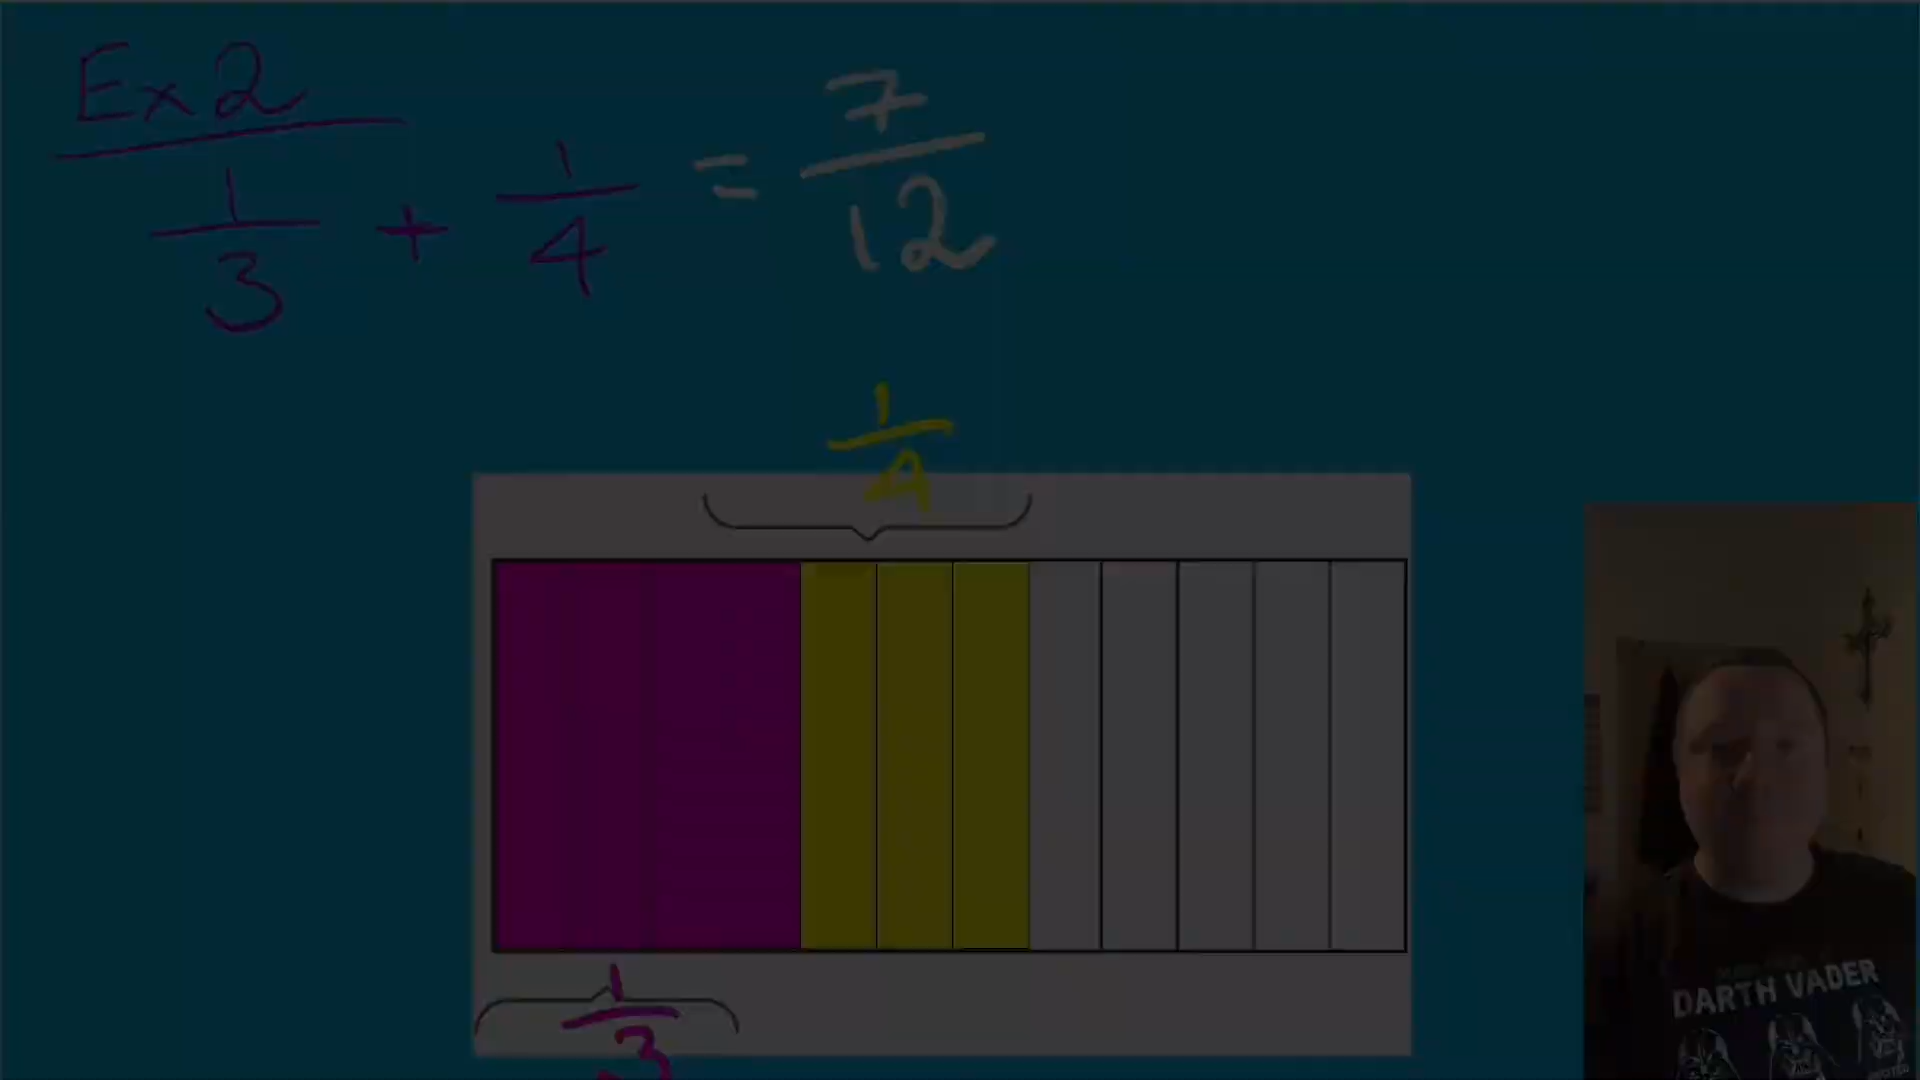 Ex 2
1/3 + 1/4 = 7/12
1/4
1/3
DARTH VADER